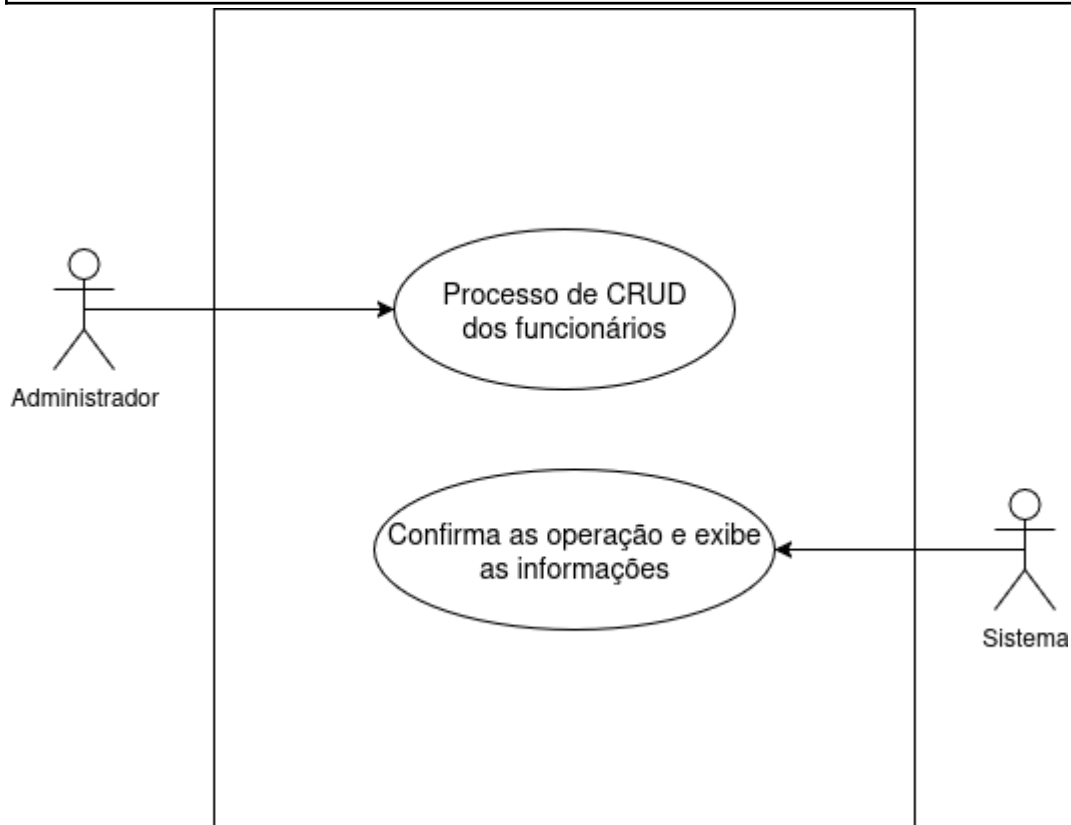 Processo de CRUD
dos funcionários
Administrador
Confirma as operação e exibe
as informações
Sistema